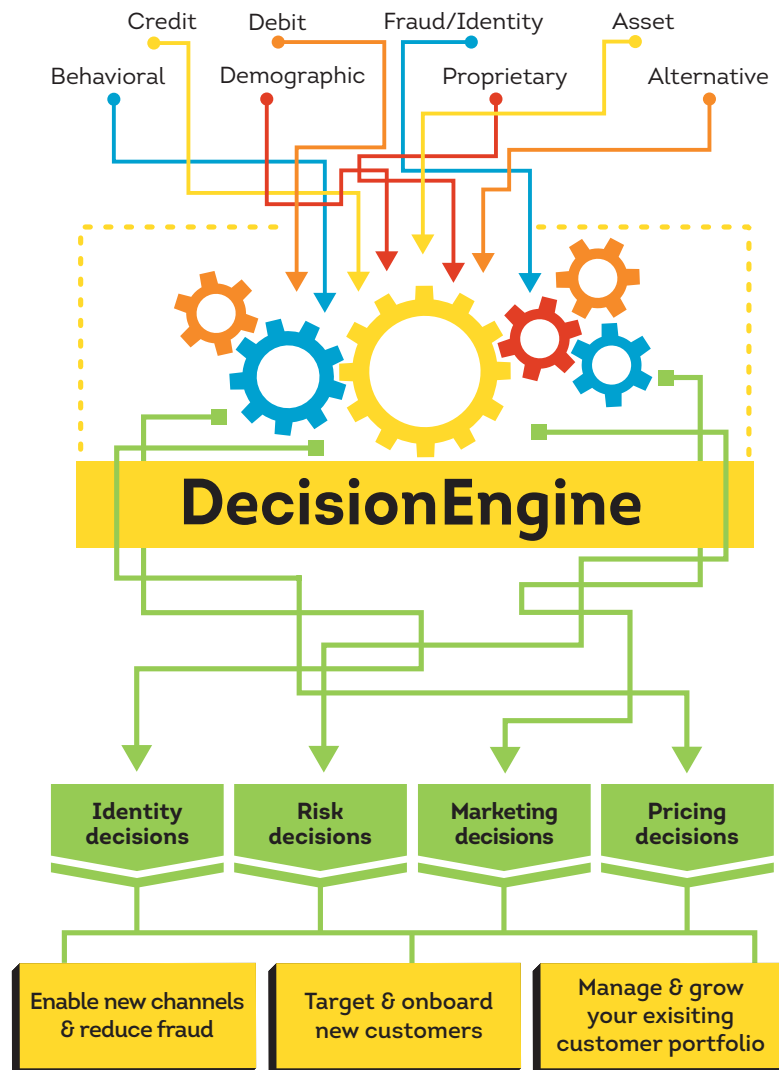 Credit
Debit
Fraud/Identity
Asset
Behavioral
Demographic
Proprietary
Alternative
DecisionEngine
Identity
decisions
Risk
decisions
Marketing
decisions
Pricing
decisions
Enable new channels
& reduce fraud
Target & onboard
new customers
Manage & grow
your exisiting
customer portfolio